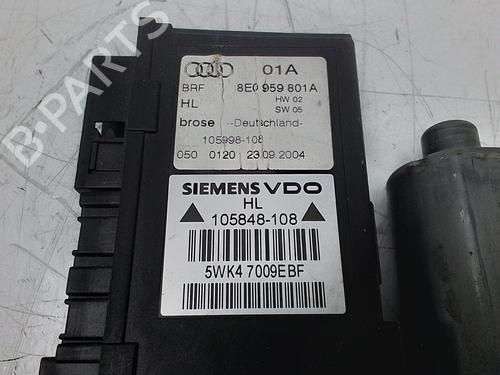 B-PARTS
01A
BRF 8E0 959 801A
HL HW 02
SW 05
brose -Deutschland-
105998-108
050 0120 23.09.2004
SIEMENS VDO
HL
105848-108
5WK4 7009EBF